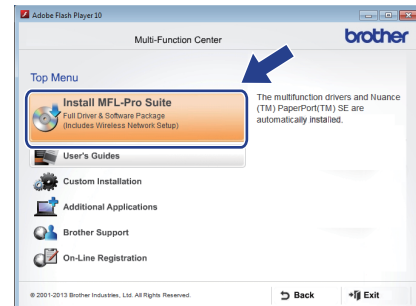 Adobe Flash Player 10
Multi-Function Center
brother
Top Menu
Install MFL-Pro Suite
Full Driver & Software Package
(Includes Wireless Network Setup)
The multifunction drivers and Nuance
(TM) PaperPort(TM) SE are
automatically installed.
User's Guides
Custom Installation
Additional Applications
Brother Support
On-Line Registration
© 2001-2013 Brother Industries, Ltd. All Rights Reserved.
Back
Exit